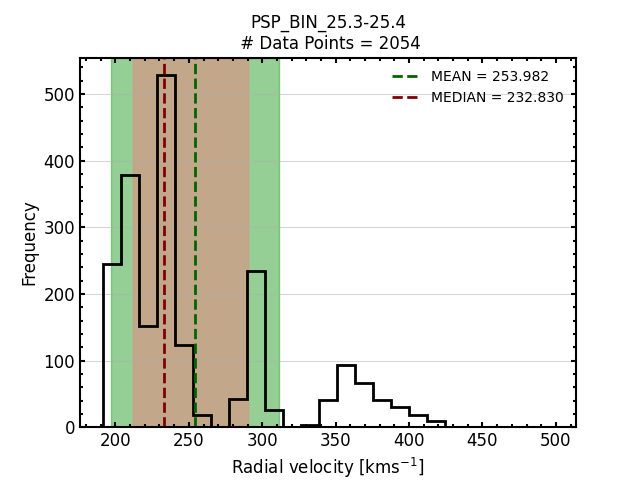 PSP_BIN_25.3-25.4
# Data Points = 2054
MEAN = 253.982
MEDIAN = 232.830
Frequency
500
400
300
200
100
0
200 250 300 350 400 450 500
Radial velocity [kms⁻¹]